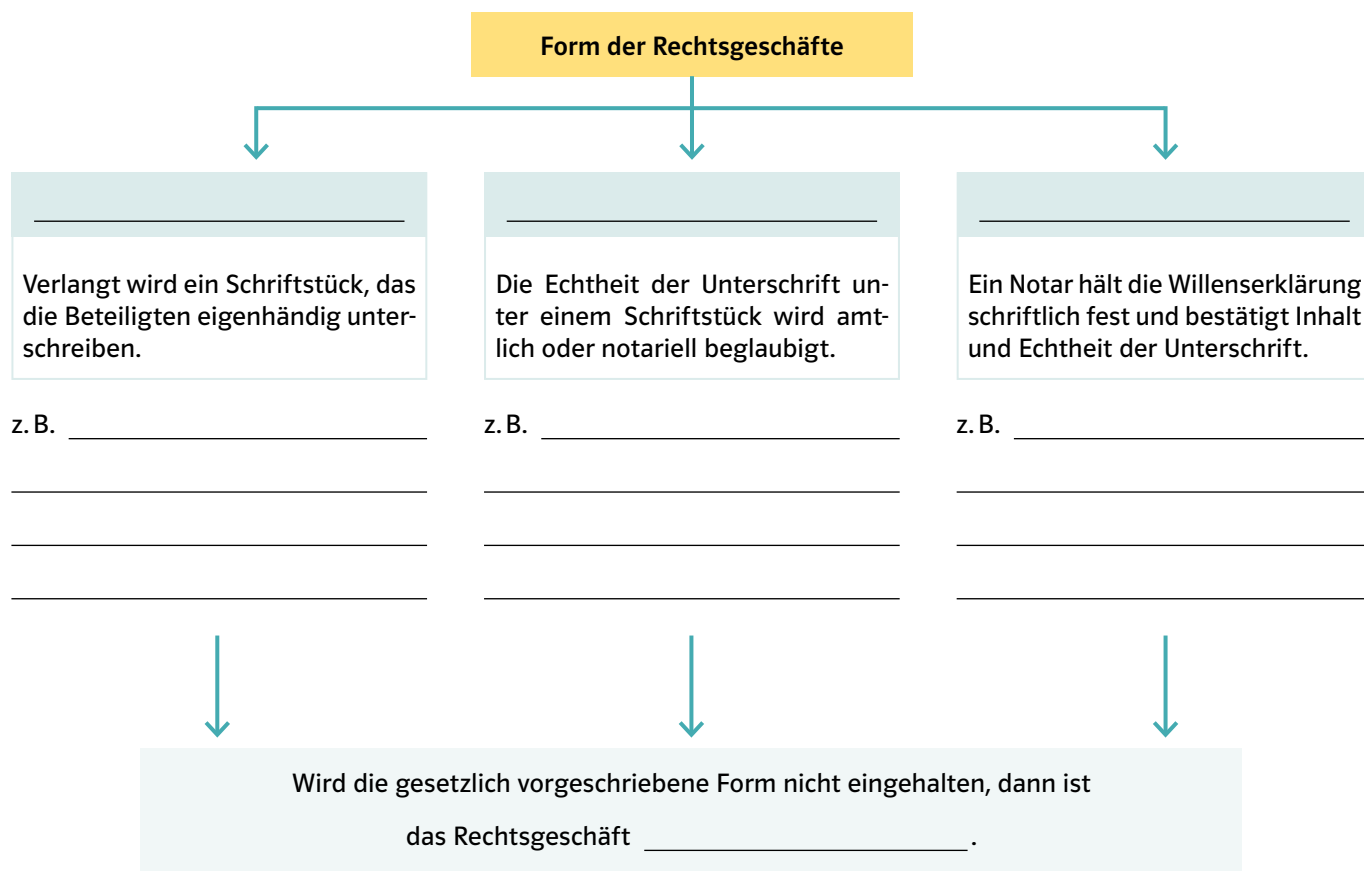 Form der Rechtsgeschäfte
Verlangt wird ein Schriftstück, das
die Beteiligten eigenhändig unter-
schreiben.
Die Echtheit der Unterschrift un-
ter einem Schriftstück wird amt-
lich oder notariell beglaubigt.
Ein Notar hält die Willenserklärung
schriftlich fest und bestätigt Inhalt
und Echtheit der Unterschrift.
z. B.
z. B.
z. B.
Wird die gesetzlich vorgeschriebene Form nicht eingehalten, dann ist
das Rechtsgeschäft ____________________.